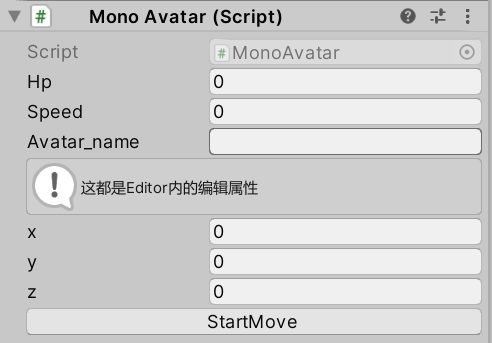 Mono Avatar (Script)
Script MonoAvatar
Hp 0
Speed 0
Avatar_name
这都是Editor内的编辑属性
x 0
y 0
z 0
StartMove